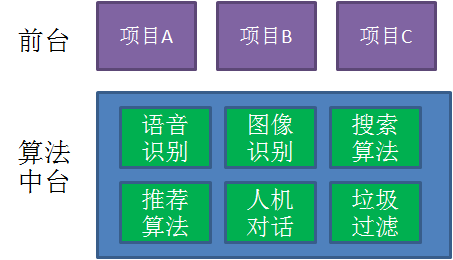 前台
项目A
项目B
项目C
算法
中台
语音
识别
图像
识别
搜索
算法
推荐
算法
人机
对话
垃圾
过滤